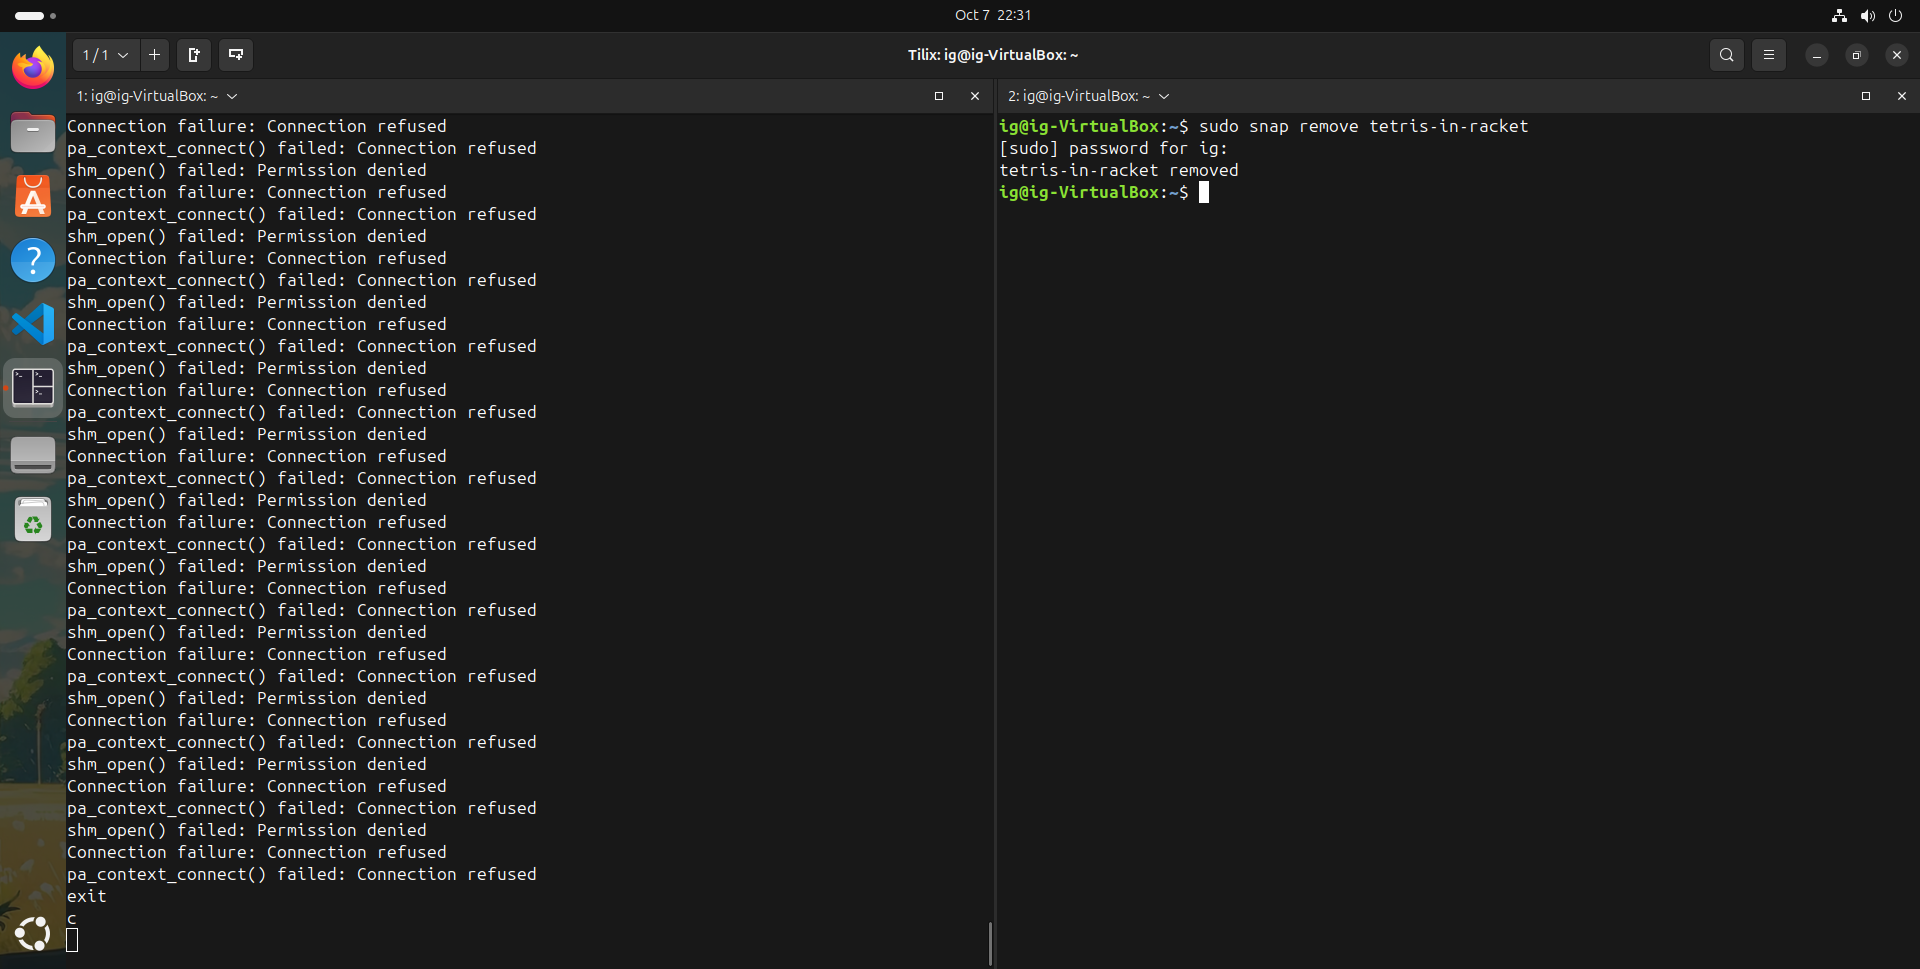 Oct 7 22:31
1 / 1
Tilix: ig@ig-VirtualBox: ~
1: ig@ig-VirtualBox: ~
Connection failure: Connection refused
pa_context_connect() failed: Connection refused
shm_open() failed: Permission denied
Connection failure: Connection refused
pa_context_connect() failed: Connection refused
shm_open() failed: Permission denied
Connection failure: Connection refused
pa_context_connect() failed: Connection refused
shm_open() failed: Permission denied
Connection failure: Connection refused
pa_context_connect() failed: Connection refused
shm_open() failed: Permission denied
Connection failure: Connection refused
pa_context_connect() failed: Connection refused
shm_open() failed: Permission denied
Connection failure: Connection refused
pa_context_connect() failed: Connection refused
shm_open() failed: Permission denied
Connection failure: Connection refused
pa_context_connect() failed: Connection refused
shm_open() failed: Permission denied
Connection failure: Connection refused
pa_context_connect() failed: Connection refused
shm_open() failed: Permission denied
Connection failure: Connection refused
pa_context_connect() failed: Connection refused
shm_open() failed: Permission denied
Connection failure: Connection refused
pa_context_connect() failed: Connection refused
shm_open() failed: Permission denied
Connection failure: Connection refused
pa_context_connect() failed: Connection refused
shm_open() failed: Permission denied
Connection failure: Connection refused
pa_context_connect() failed: Connection refused
exit
c
2: ig@ig-VirtualBox: ~
ig@ig-VirtualBox:~$ sudo snap remove tetris-in-racket
[sudo] password for ig:
tetris-in-racket removed
ig@ig-VirtualBox:~$